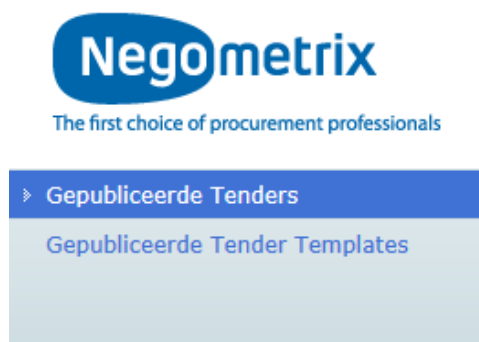 Negometrix
The first choice of procurement professionals
Gepubliceerde Tenders
Gepubliceerde Tender Templates